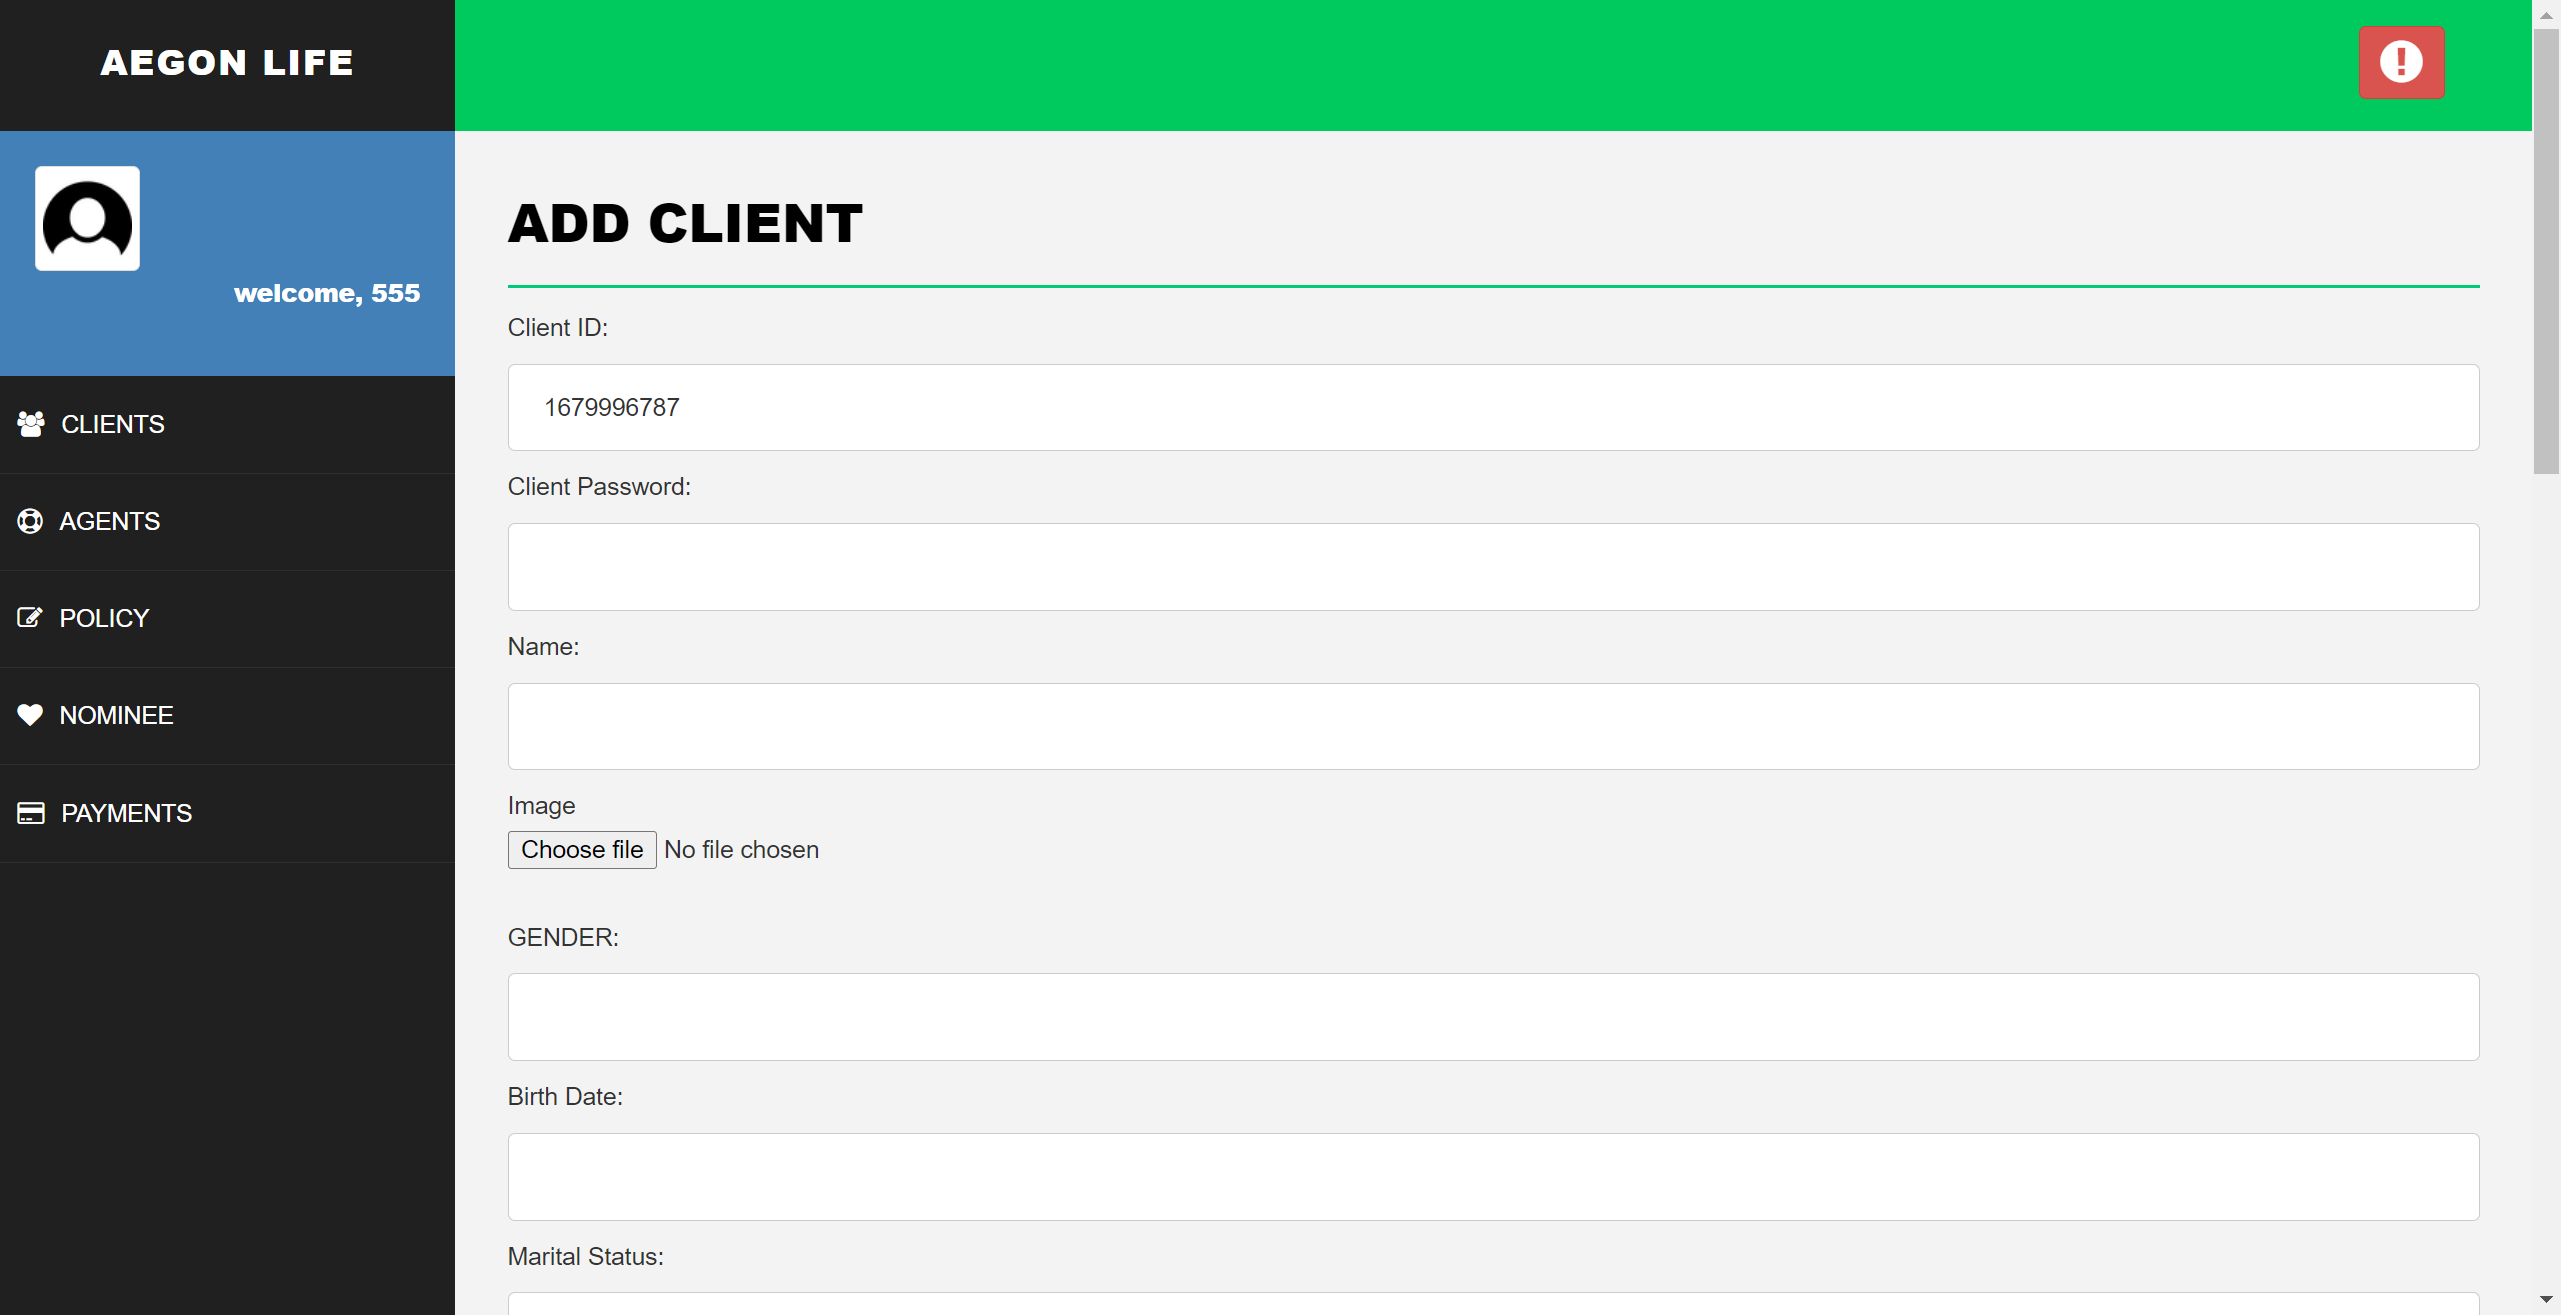 AEGON LIFE
welcome, 555
CLIENTS
AGENTS
POLICY
NOMINEE
PAYMENTS
ADD CLIENT
Client ID:
1679996787
Client Password:
Name:
Image
Choose file No file chosen
GENDER:
Birth Date:
Marital Status: